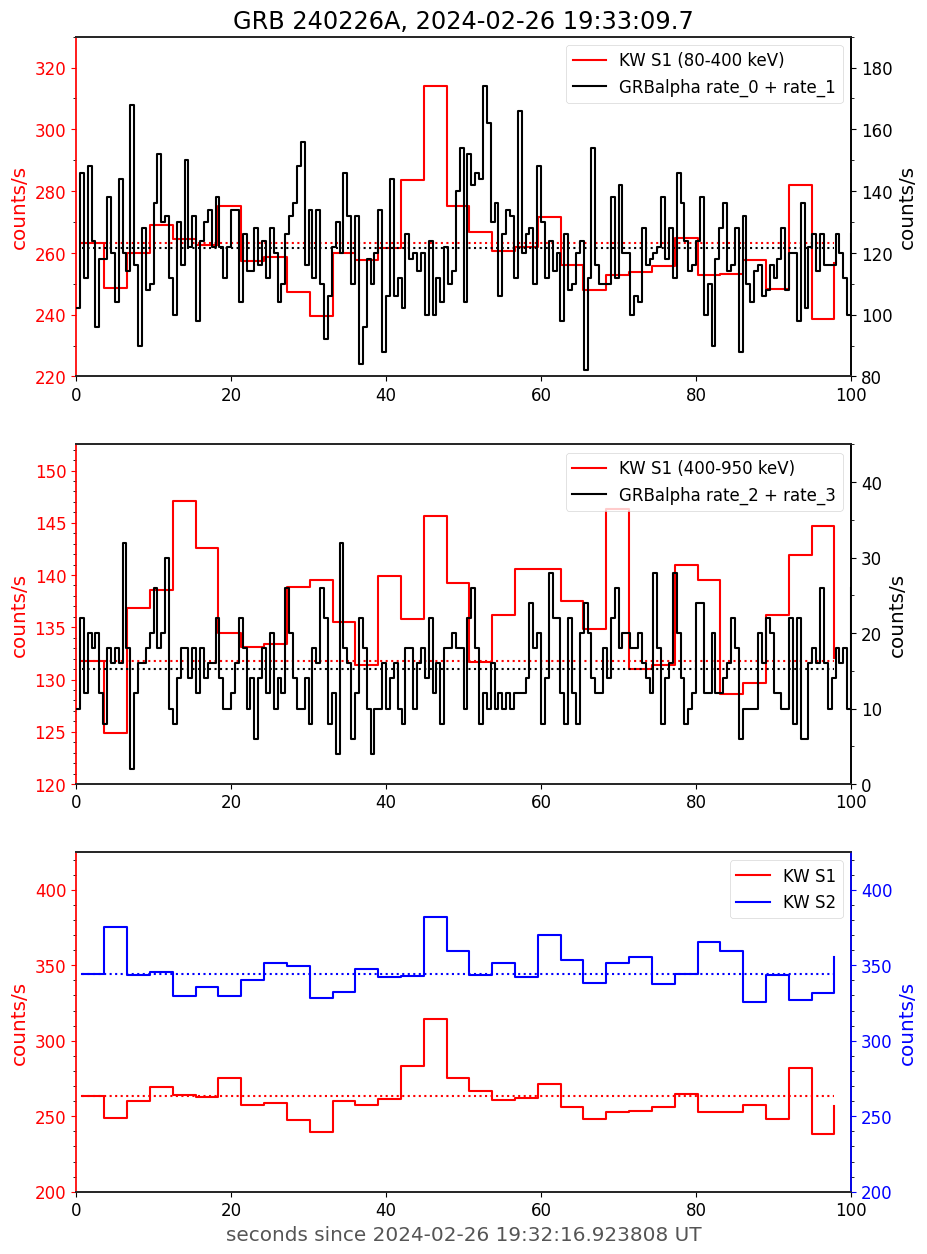 GRB 240226A, 2024-02-26 19:33:09.7
KW S1 (80-400 keV)
GRBalpha rate_0 + rate_1
320
300
280
260
240
220
counts/s
180
160
140
120
100
80
counts/s
0 20 40 60 80 100
KW S1 (400-950 keV)
GRBalpha rate_2 + rate_3
150
145
140
135
130
125
120
counts/s
40
30
20
10
0
counts/s
0 20 40 60 80 100
KW S1
KW S2
400
350
300
250
200
counts/s
400
350
300
250
200
counts/s
0 20 40 60 80 100
seconds since 2024-02-26 19:32:16.923808 UT